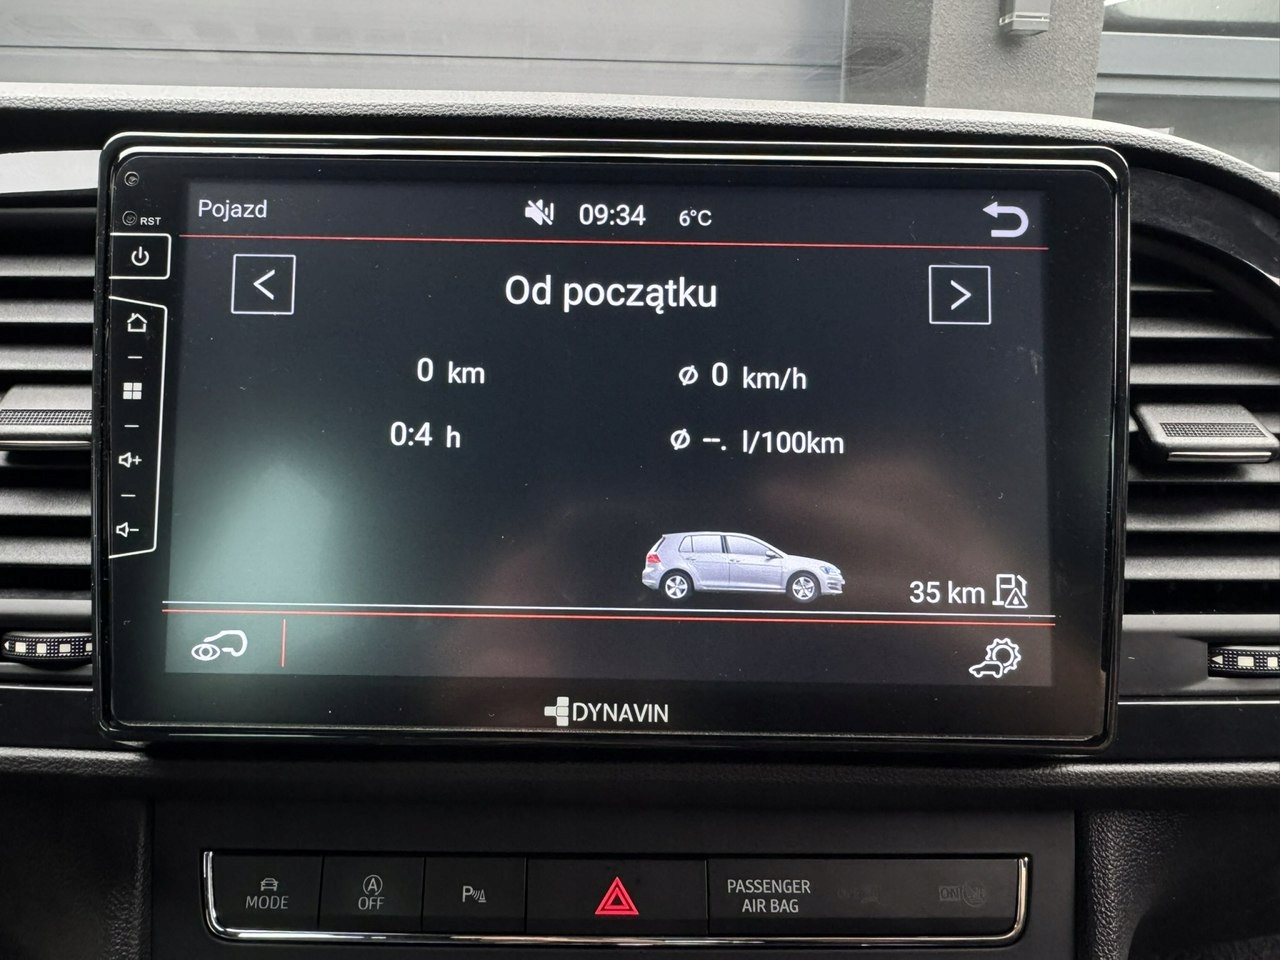 RST
Pojazd
09:34
6°C
Od początku
0 km
ø 0 km/h
0:4 h
ø --. l/100km
35 km
DYNAVIN
MODE
A
OFF
P
PASSENGER
AIR BAG